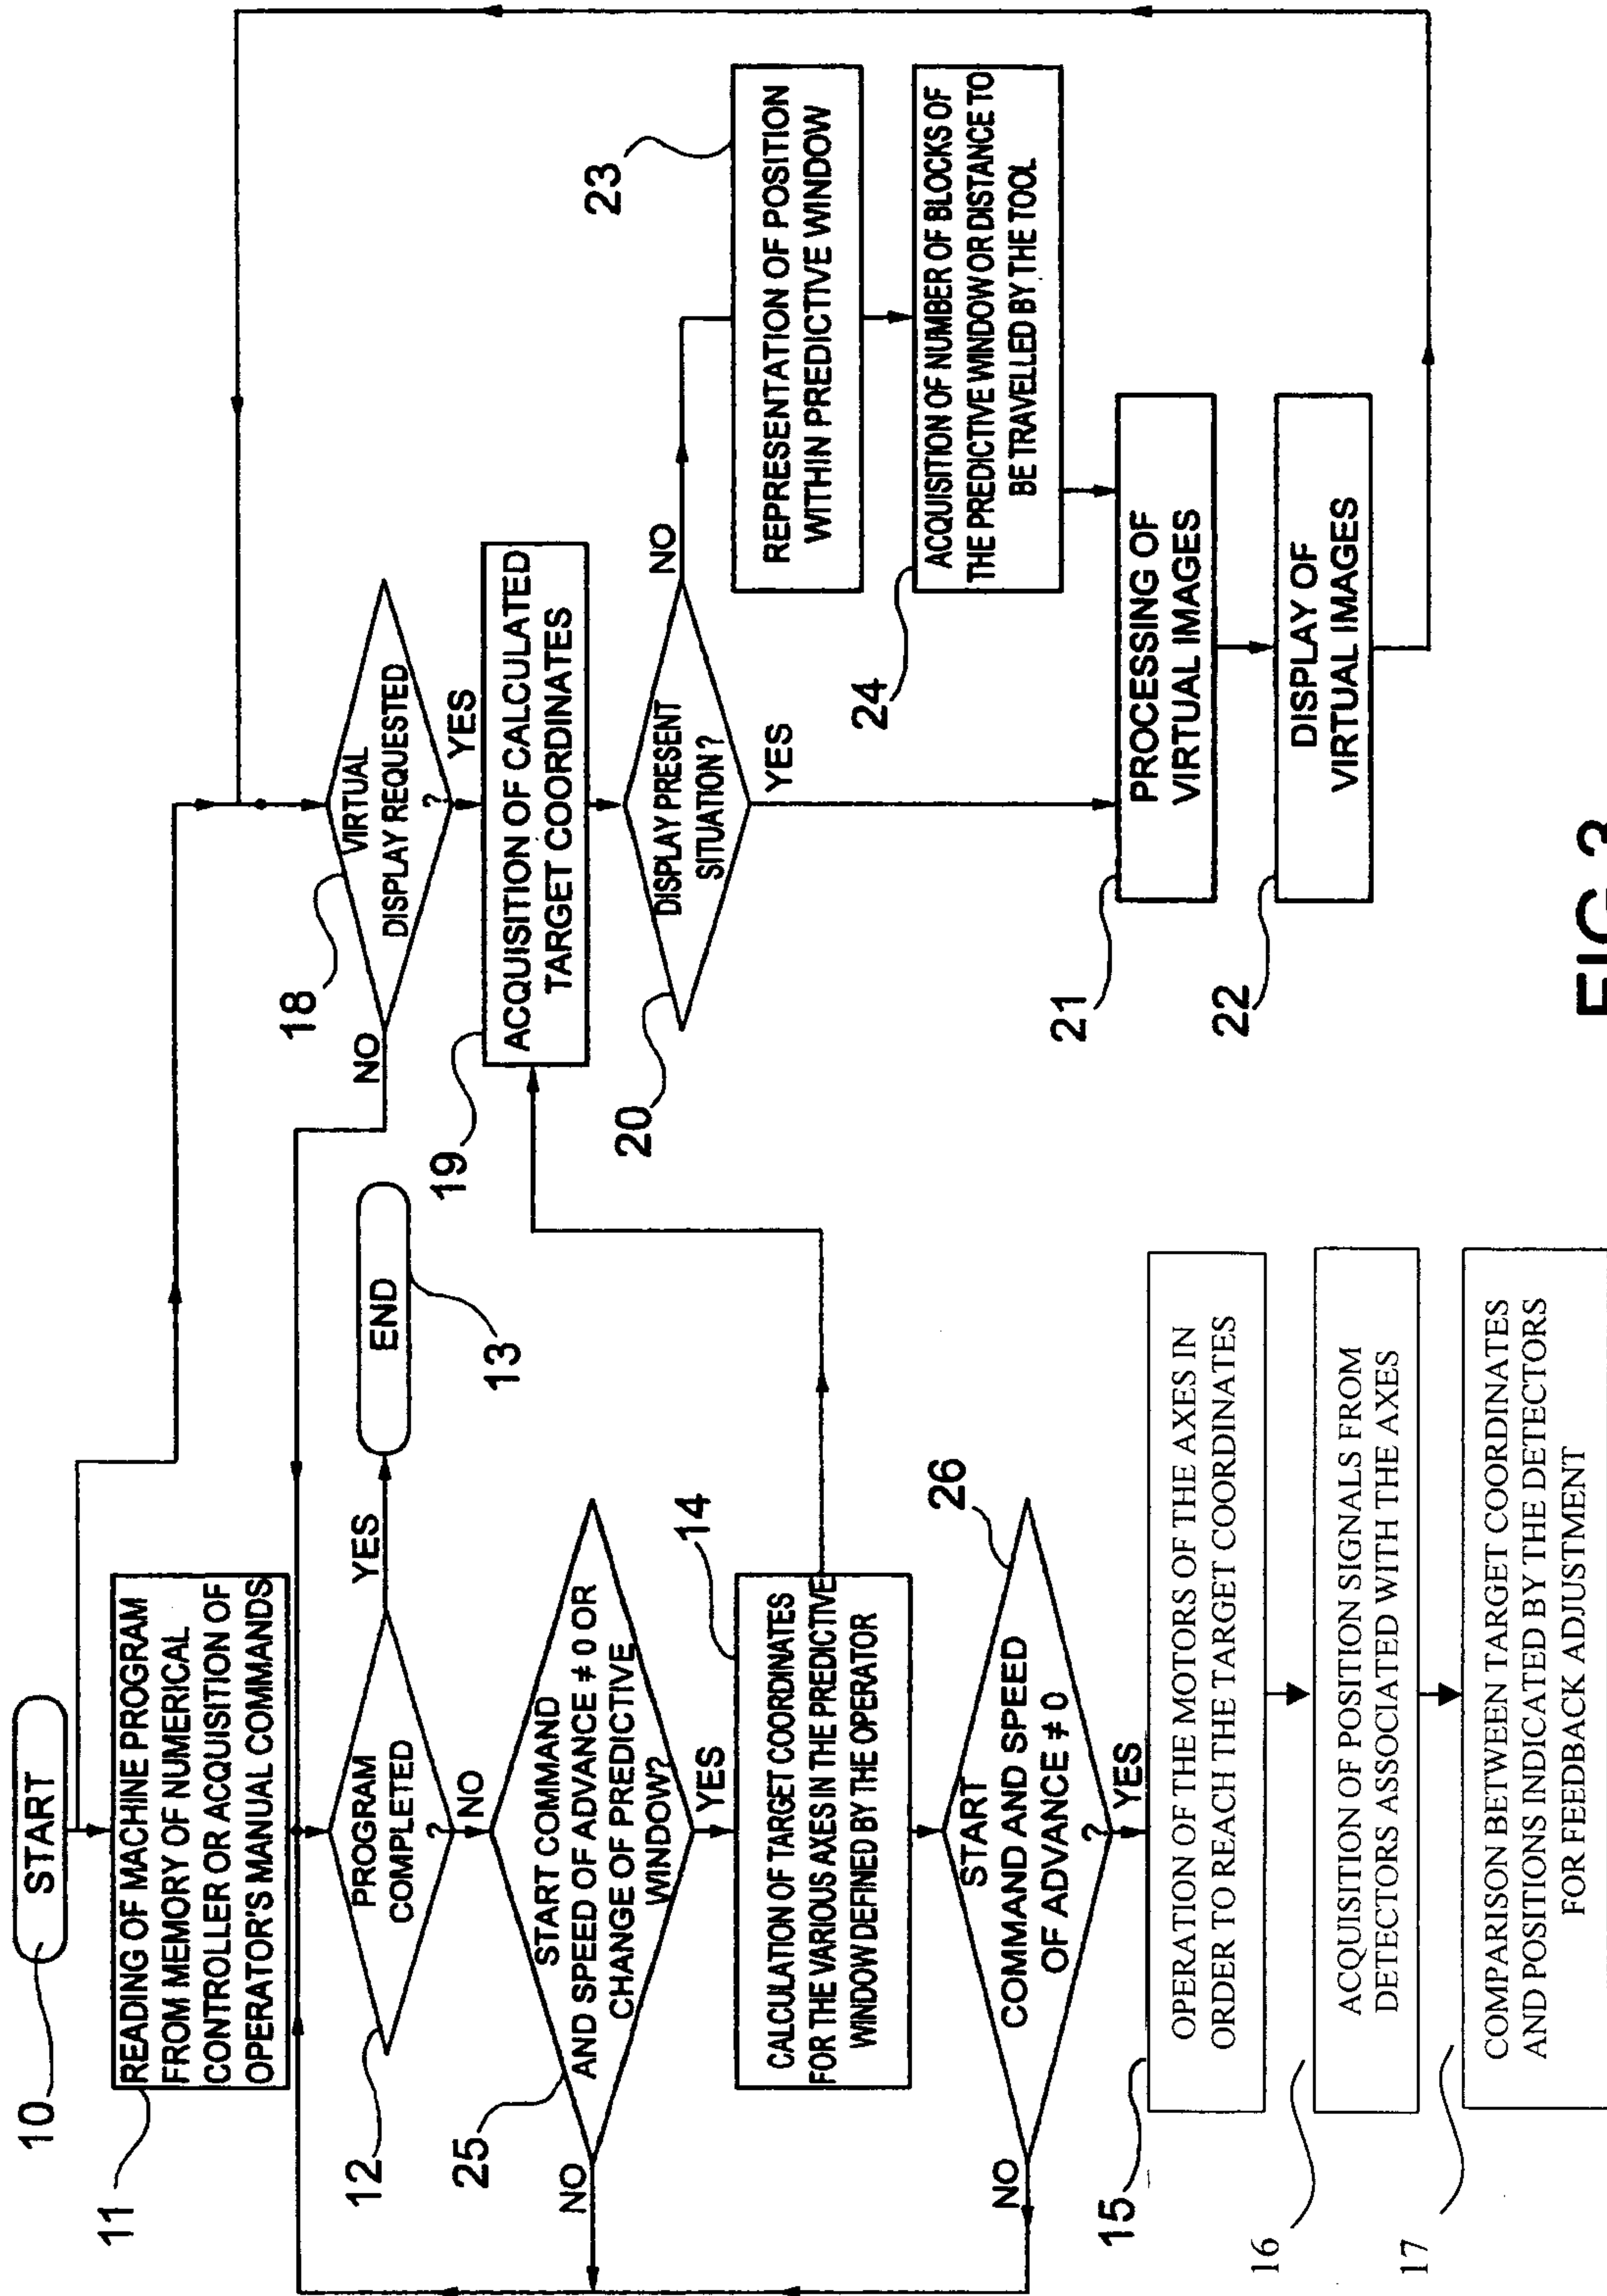 10
START
11
READING OF MACHINE PROGRAM
FROM MEMORY OF NUMERICAL
CONTROLLER OR ACQUISITION OF
OPERATOR'S MANUAL COMMANDS
12
PROGRAM
COMPLETED
?
YES
END
13
NO
25
START COMMAND
AND SPEED OF ADVANCE ≠ 0 OR
CHANGE OF PREDICTIVE
WINDOW?
NO
YES
14
CALCULATION OF TARGET COORDINATES
FOR THE VARIOUS AXES IN THE PREDICTIVE
WINDOW DEFINED BY THE OPERATOR
26
START
COMMAND AND SPEED
OF ADVANCE ≠ 0
?
NO
YES
15
OPERATION OF THE MOTORS OF THE AXES IN
ORDER TO REACH THE TARGET COORDINATES
16
ACQUISITION OF POSITION SIGNALS FROM
DETECTORS ASSOCIATED WITH THE AXES
17
COMPARISON BETWEEN TARGET COORDINATES
AND POSITIONS INDICATED BY THE DETECTORS
FOR FEEDBACK ADJUSTMENT
18
VIRTUAL
DISPLAY REQUESTED
?
NO
YES
19
ACQUISITION OF CALCULATED
TARGET COORDINATES
20
DISPLAY PRESENT
SITUATION?
NO
YES
23
REPRESENTATION OF POSITION
WITHIN PREDICTIVE WINDOW
24
ACQUISITION OF NUMBER OF BLOCKS OF
THE PREDICTIVE WINDOW OR DISTANCE TO
BE TRAVELLED BY THE TOOL
21
PROCESSING OF
VIRTUAL IMAGES
22
DISPLAY OF
VIRTUAL IMAGES
FIG 3